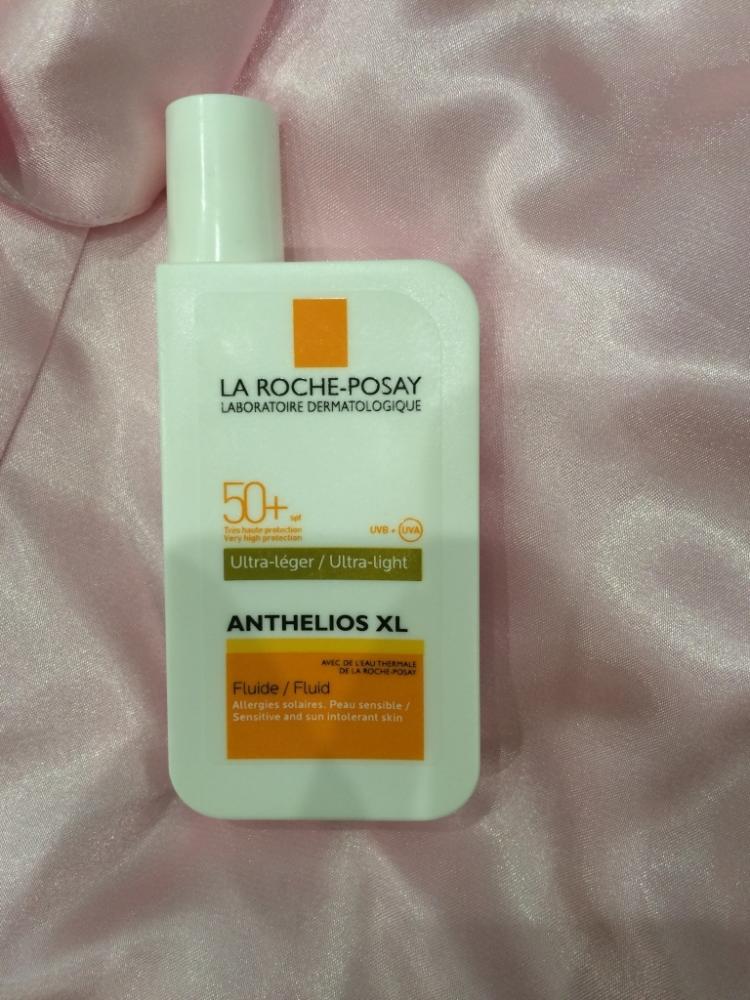 LA ROCHE-POSAY
LABORATOIRE DERMATOLOGIQUE
50+ spf
Très haute protection
Very high protection
UVB + UVA
Ultra-léger / Ultra-light
ANTHELIOS XL
AVEC DE L'EAU THERMALE
DE LA ROCHE-POSAY
Fluide / Fluid
Allergies solaires. Peau sensible /
Sensitive and sun intolerant skin